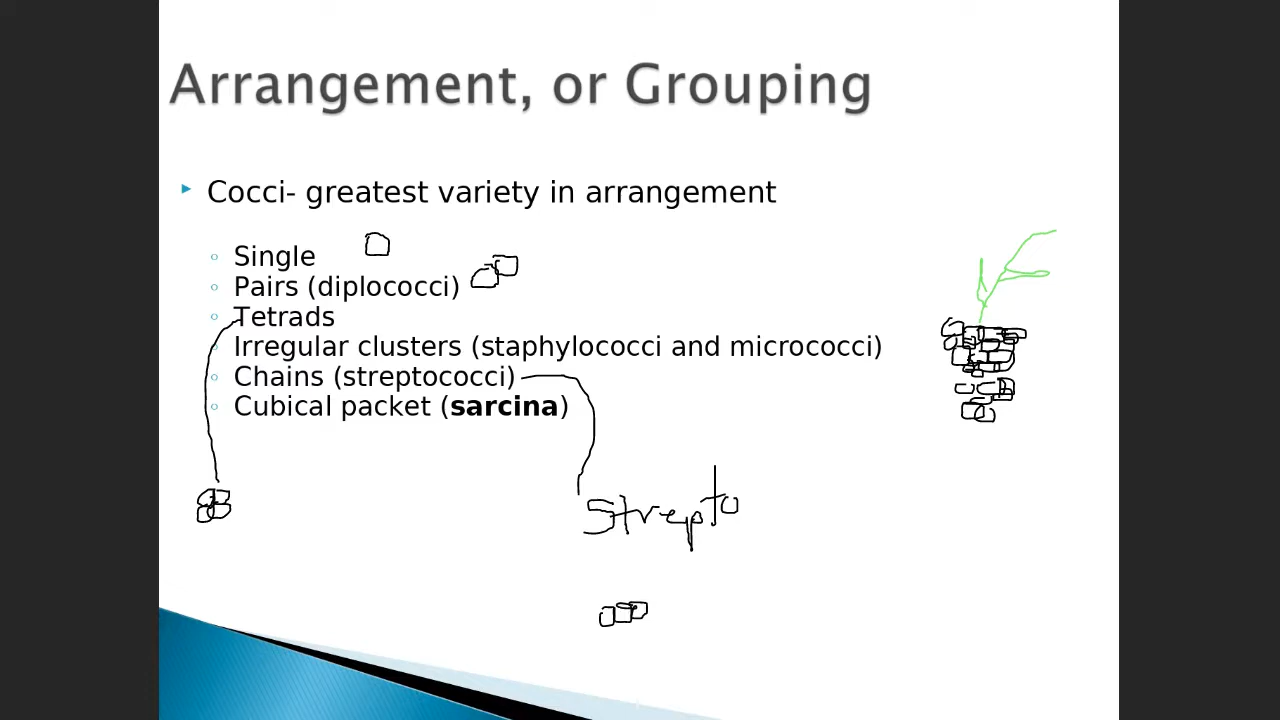 Arrangement, or Grouping
Cocci- greatest variety in arrangement
Single
Pairs (diplococci)
Tetrads
Irregular clusters (staphylococci and micrococci)
Chains (streptococci)
Cubical packet (sarcina)
Strepto